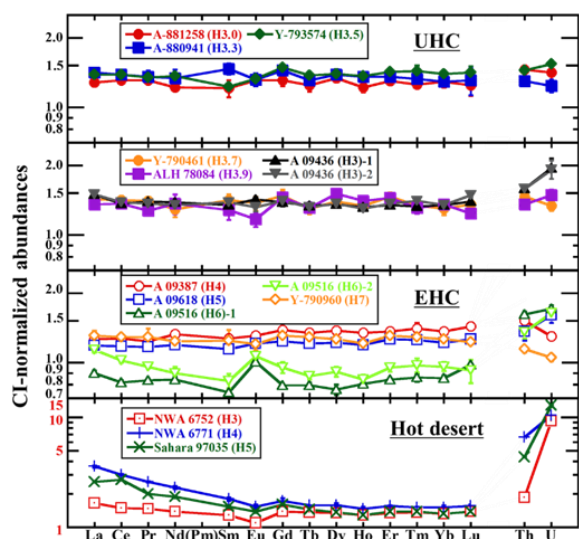 CI-normalized abundances
A-881258 (H3.0) Y-793574 (H3.5)
A-880941 (H3.3)
UHC
2.0
1.5
1.0
0.9
0.8
Y-790461 (H3.7) A 09436 (H3)-1
ALH 78084 (H3.9) A 09436 (H3)-2
2.0
1.5
1.0
0.9
0.8
A 09387 (H4) A 09516 (H6)-2
A 09618 (H5) Y-790960 (H7)
A 09516 (H6)-1
EHC
2.0
1.0
0.9
0.8
0.7
NWA 6752 (H3)
NWA 6771 (H4)
Sahara 97035 (H5)
Hot desert
15
10
5
1
La Ce Pr Nd(Pm)Sm Eu Gd Tb Dy Ho Er Tm Yb Lu Th U